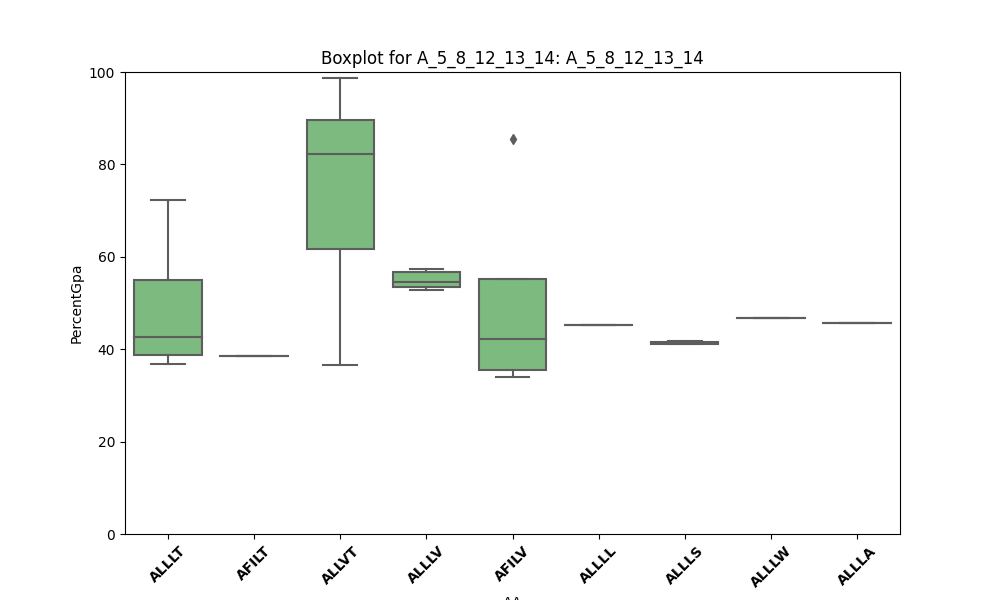 Boxplot for A_5_8_12_13_14: A_5_8_12_13_14
100
80
60
40
20
0
PercentGpa
ALLLT
AFILT
ALLVT
ALLLV
AFILV
ALLLL
ALLLS
ALLLW
ALLLA